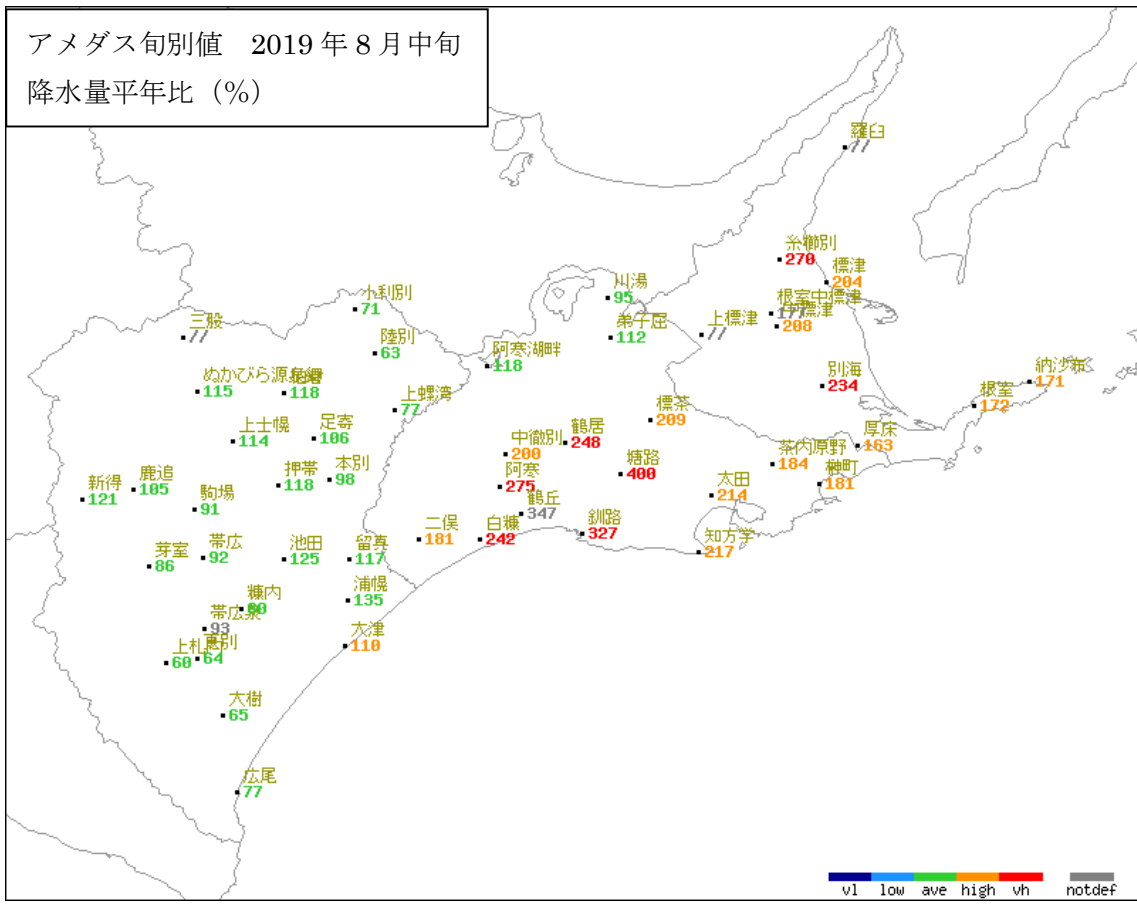 アメダス旬別値 2019年8月中旬
降水量平年比（％）
羅臼
//
糸櫛別
270
標津
204
根室中標津
177
208
上標津
//
川湯
95
弟子屈
112
小利別
71
三股
//
陸別
63
阿寒湖畔
118
別海
234
納沙布
171
根室
172
ぬかびら源泉郷
115
118
上螺湾
77
標茶
209
上士幌
114
足寄
106
中徹別
200
鶴居
248
厚床
163
茶内原野
184
榊町
181
新得
121
鹿追
105
押帯
118
本別
98
阿寒
275
塘路
400
太田
214
駒場
91
鶴丘
347
二俣
181
白糠
242
釧路
327
知方学
217
芽室
86
帯広
92
池田
125
留真
117
糠内
80
浦幌
135
帯広泉
93
大津
110
上札内
60
64
大樹
65
広尾
77
vl low ave high vh notdef